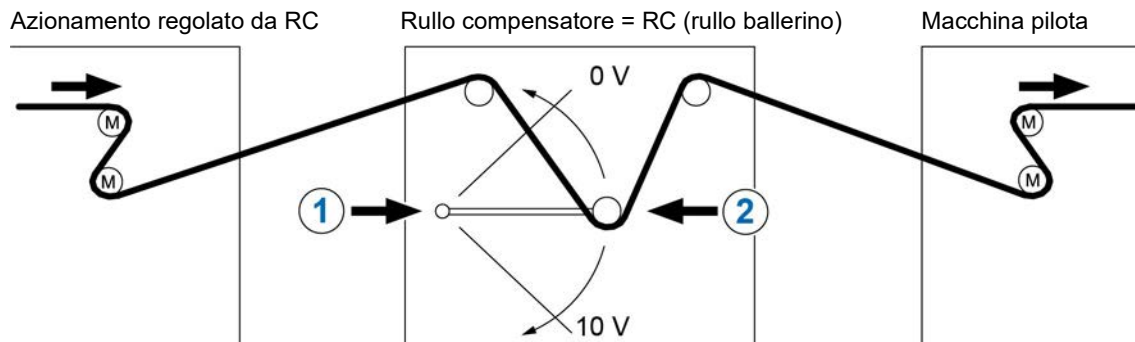 Azionamento regolato da RC
Rullo compensatore = RC (rullo ballerino)
Macchina pilota
0 V
M
M
M
M
1
2
10 V